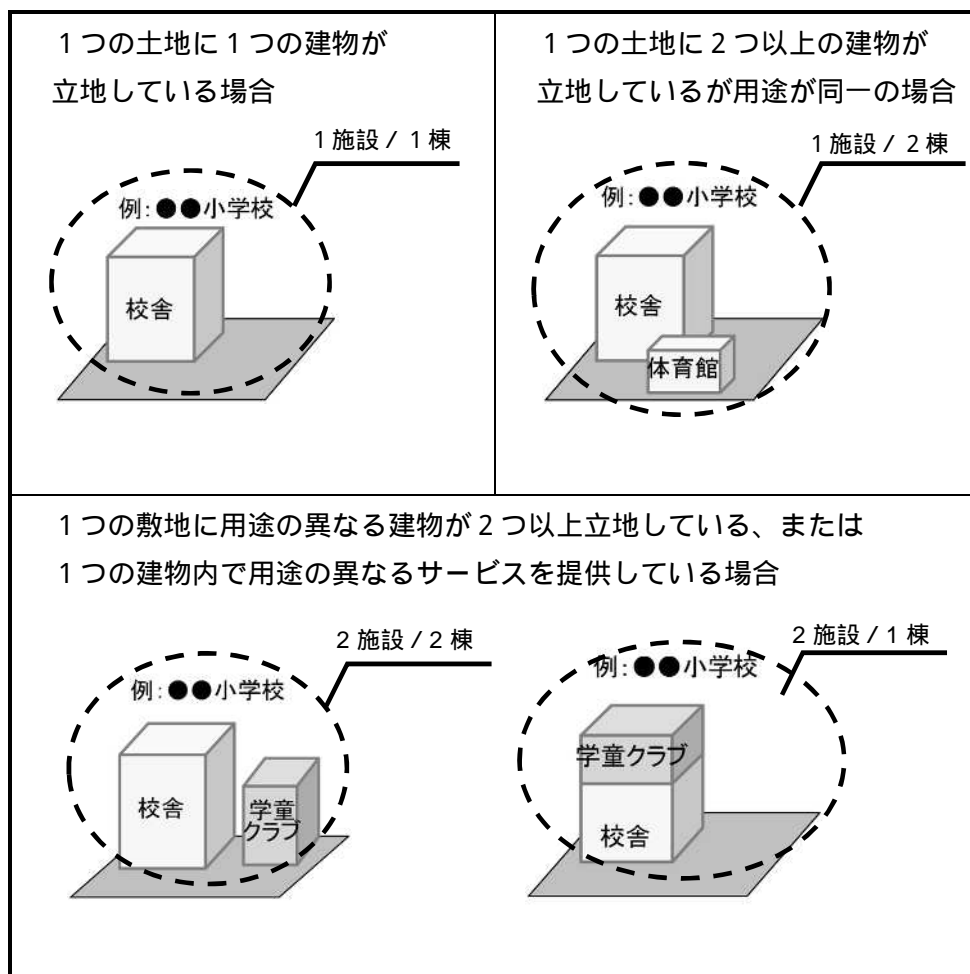 1つの土地に1つの建物が
立地している場合
1施設/1棟
例:●●小学校
校舎
1つの土地に2つ以上の建物が
立地しているが用途が同一の場合
1施設/2棟
例:●●小学校
校舎
体育館
1つの敷地に用途の異なる建物が2つ以上立地している、または
1つの建物内で用途の異なるサービスを提供している場合
2施設/2棟
例:●●小学校
校舎
学童
クラブ
2施設/1棟
例:●●小学校
学童クラブ
校舎